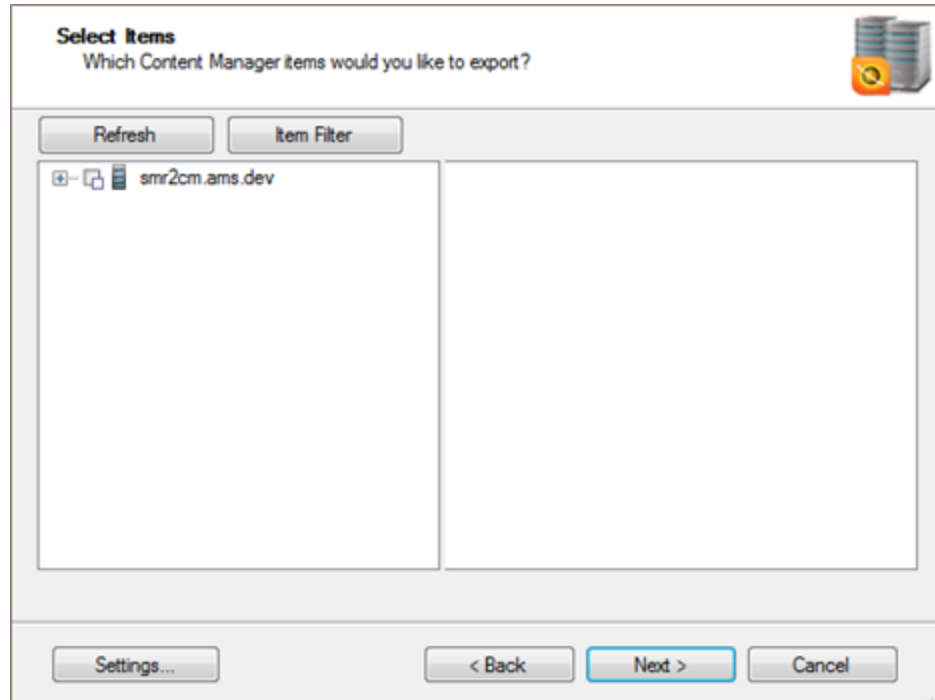 Select Items
Which Content Manager items would you like to export?
Refresh Item Filter
smr2cm.ams.dev
Settings... < Back Next > Cancel